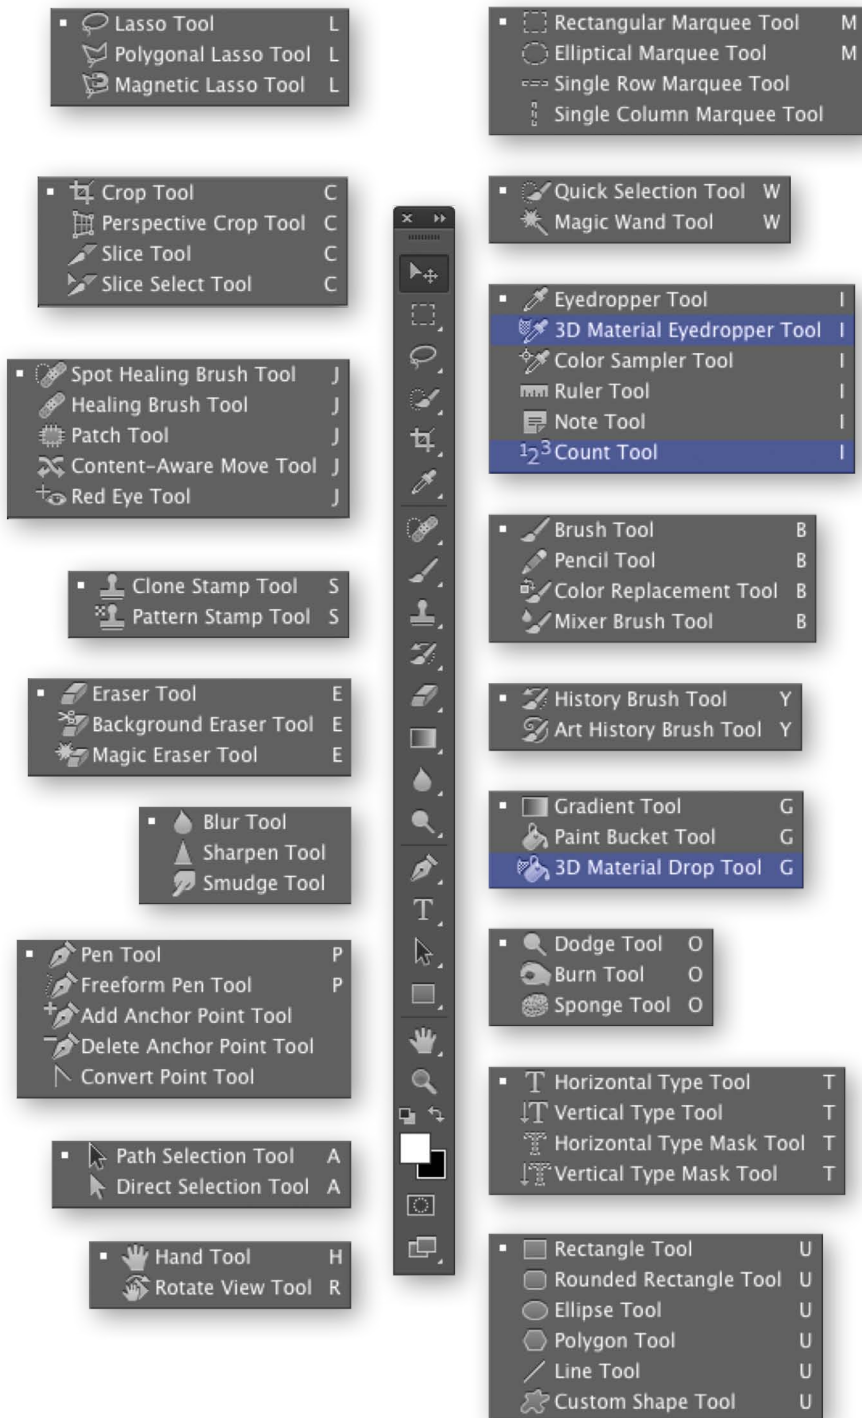 Lasso Tool L
Polygonal Lasso Tool L
Magnetic Lasso Tool L
Rectangular Marquee Tool M
Elliptical Marquee Tool M
Single Row Marquee Tool
Single Column Marquee Tool
Crop Tool C
Perspective Crop Tool C
Slice Tool C
Slice Select Tool C
Quick Selection Tool W
Magic Wand Tool W
Eyedropper Tool I
3D Material Eyedropper Tool I
Color Sampler Tool I
Ruler Tool I
Note Tool I
123 Count Tool I
Spot Healing Brush Tool J
Healing Brush Tool J
Patch Tool J
Content-Aware Move Tool J
Red Eye Tool J
Brush Tool B
Pencil Tool B
Color Replacement Tool B
Mixer Brush Tool B
Clone Stamp Tool S
Pattern Stamp Tool S
History Brush Tool Y
Art History Brush Tool Y
Eraser Tool E
Background Eraser Tool E
Magic Eraser Tool E
Gradient Tool G
Paint Bucket Tool G
3D Material Drop Tool G
Blur Tool
Sharpen Tool
Smudge Tool
T
Dodge Tool O
Burn Tool O
Sponge Tool O
Pen Tool P
Freeform Pen Tool P
Add Anchor Point Tool
Delete Anchor Point Tool
Convert Point Tool
T Horizontal Type Tool T
T Vertical Type Tool T
T Horizontal Type Mask Tool T
T Vertical Type Mask Tool T
Path Selection Tool A
Direct Selection Tool A
Hand Tool H
Rotate View Tool R
Rectangle Tool U
Rounded Rectangle Tool U
Ellipse Tool U
Polygon Tool U
Line Tool U
Custom Shape Tool U